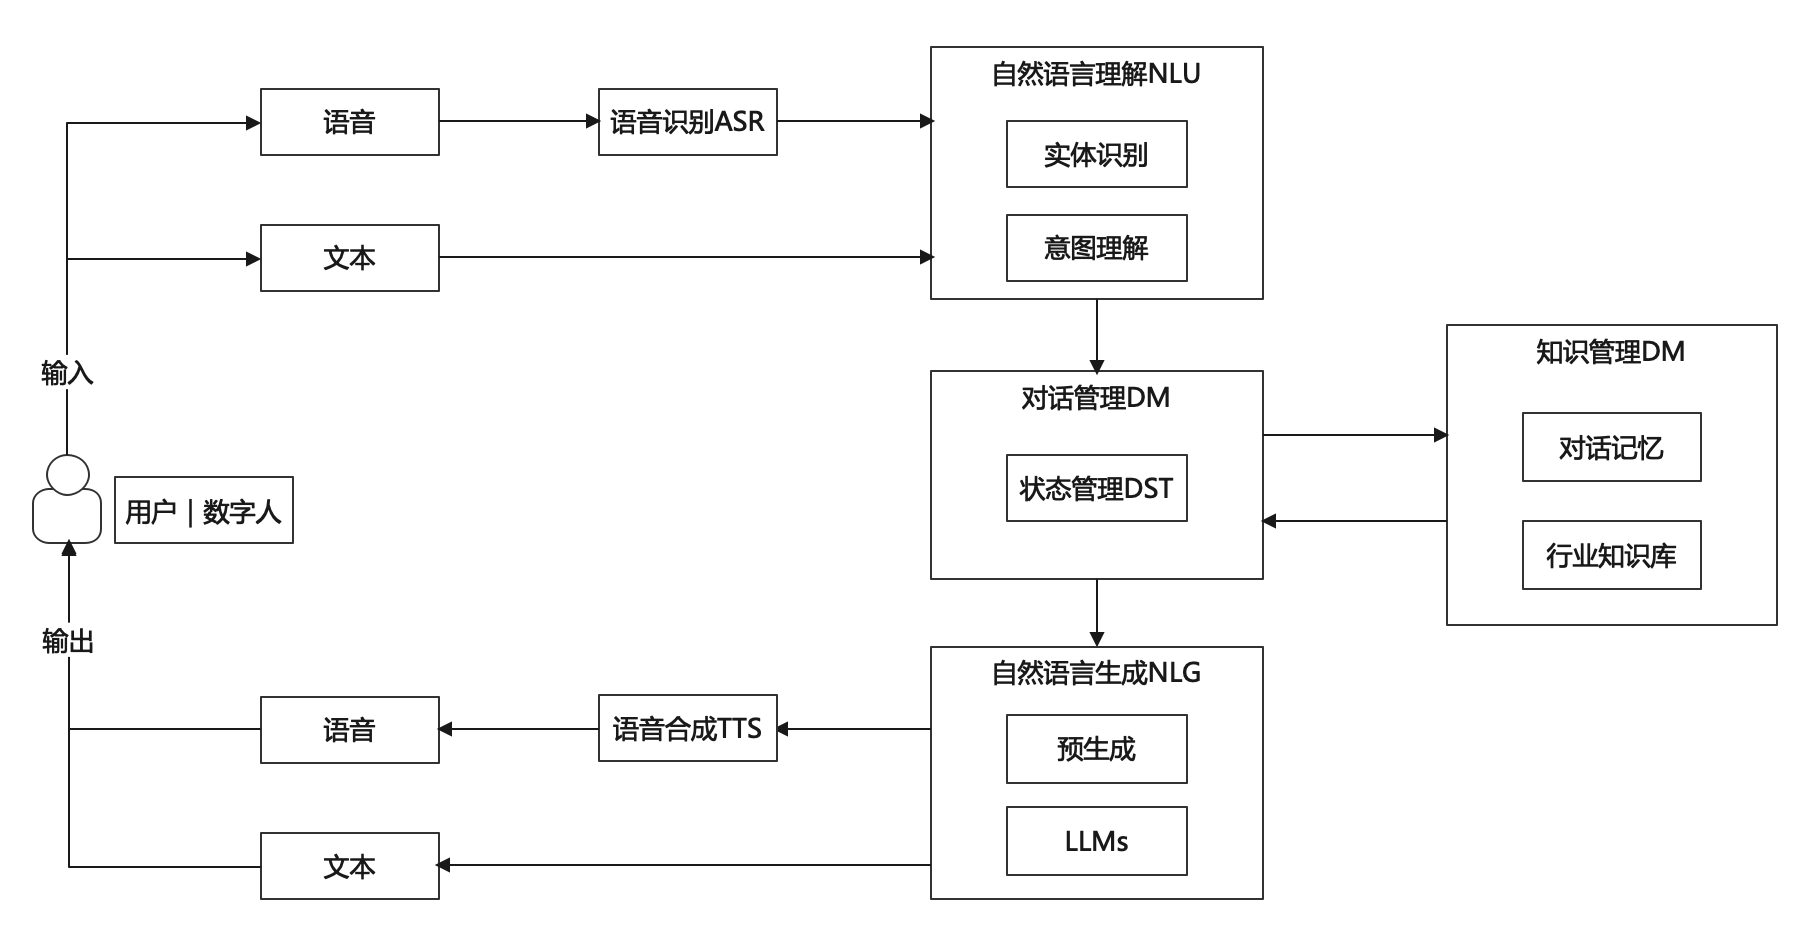 自然语言理解NLU
语音
语音识别ASR
实体识别
文本
意图理解
输入
知识管理DM
对话管理DM
对话记忆
状态管理DST
用户｜数字人
行业知识库
输出
自然语言生成NLG
语音
语音合成TTS
预生成
LLMs
文本